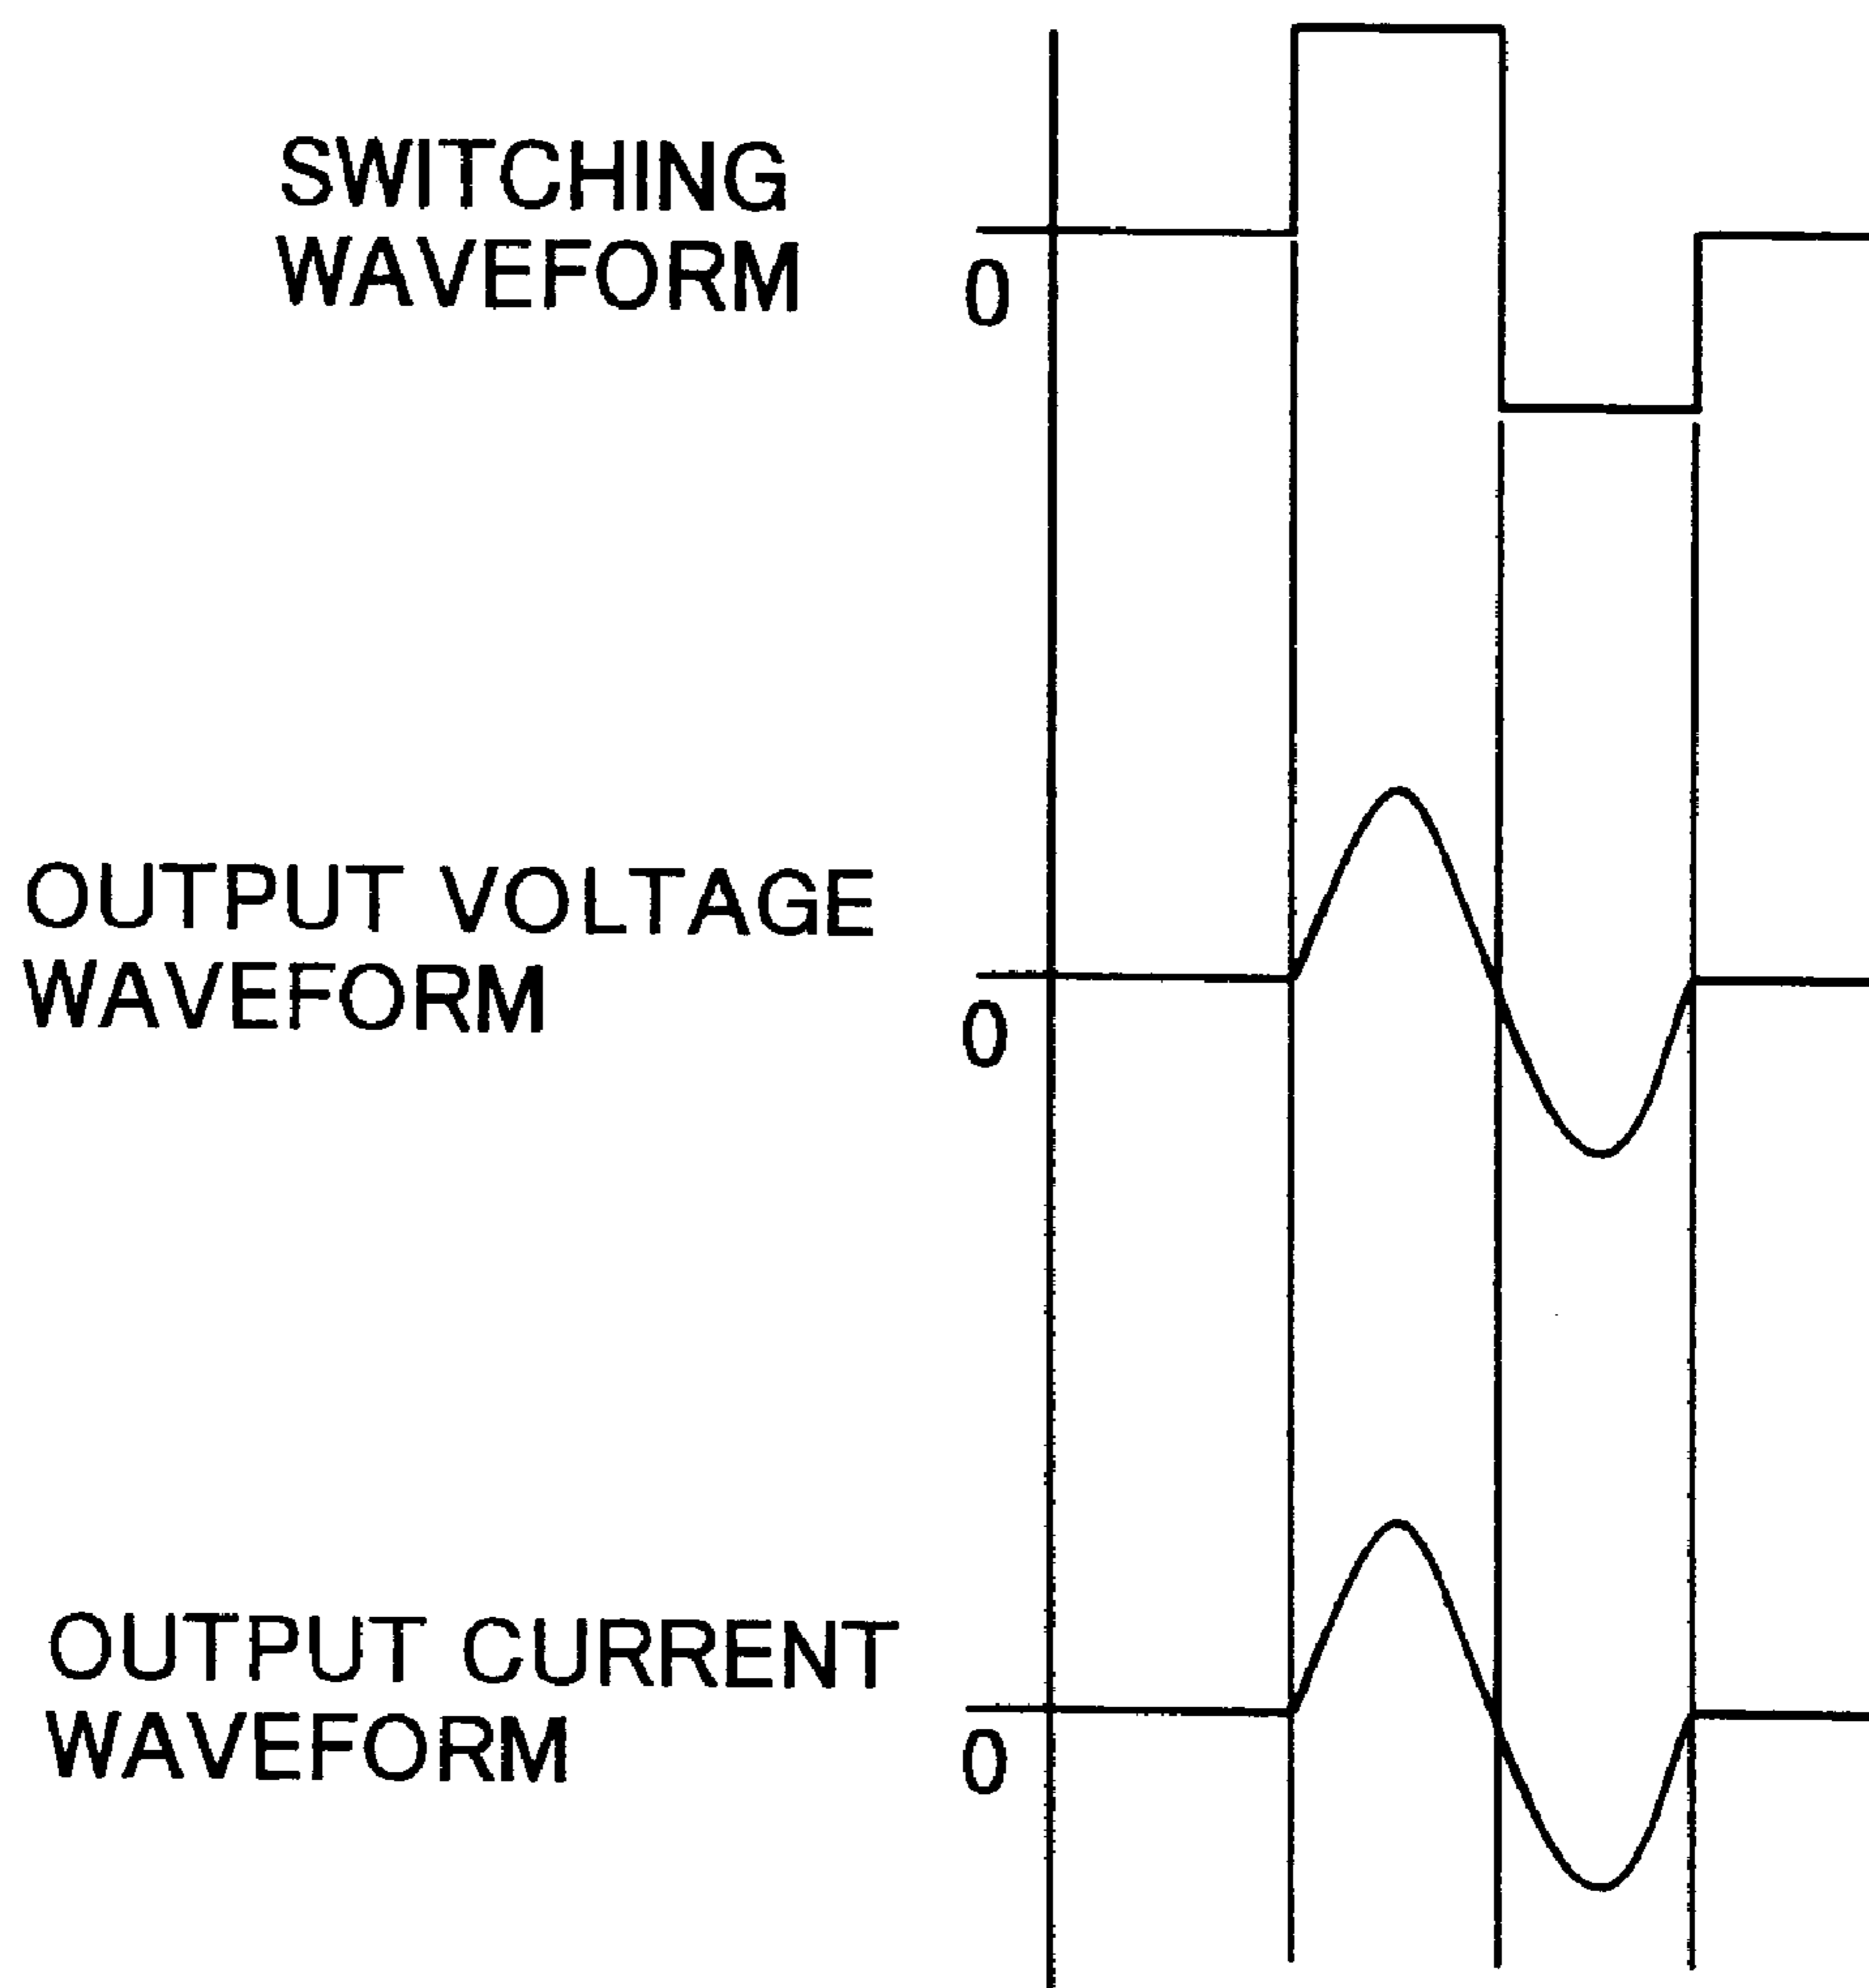 SWITCHING
WAVEFORM
0
OUTPUT VOLTAGE
WAVEFORM
0
OUTPUT CURRENT
WAVEFORM
0